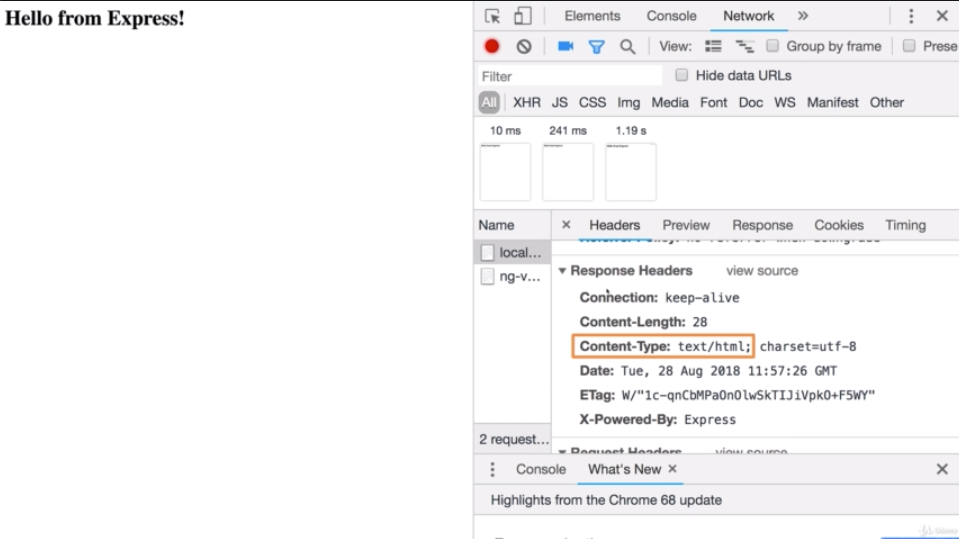 Hello from Express!
Elements Console Network »
View: Group by frame Prese
Filter Hide data URLs
All XHR JS CSS Img Media Font Doc WS Manifest Other
10 ms 241 ms 1.19 s
Name × Headers Preview Response Cookies Timing
local...
ng-v...
▼ Response Headers view source
Connection: keep-alive
Content-Length: 28
Content-Type: text/html; charset=utf-8
Date: Tue, 28 Aug 2018 11:57:26 GMT
ETag: W/"1c-qnCbMPaOnOlwSkTIJiVpkO+F5WY"
X-Powered-By: Express
2 request...
▼ Request Headers view source
Console What's New ×
Highlights from the Chrome 68 update